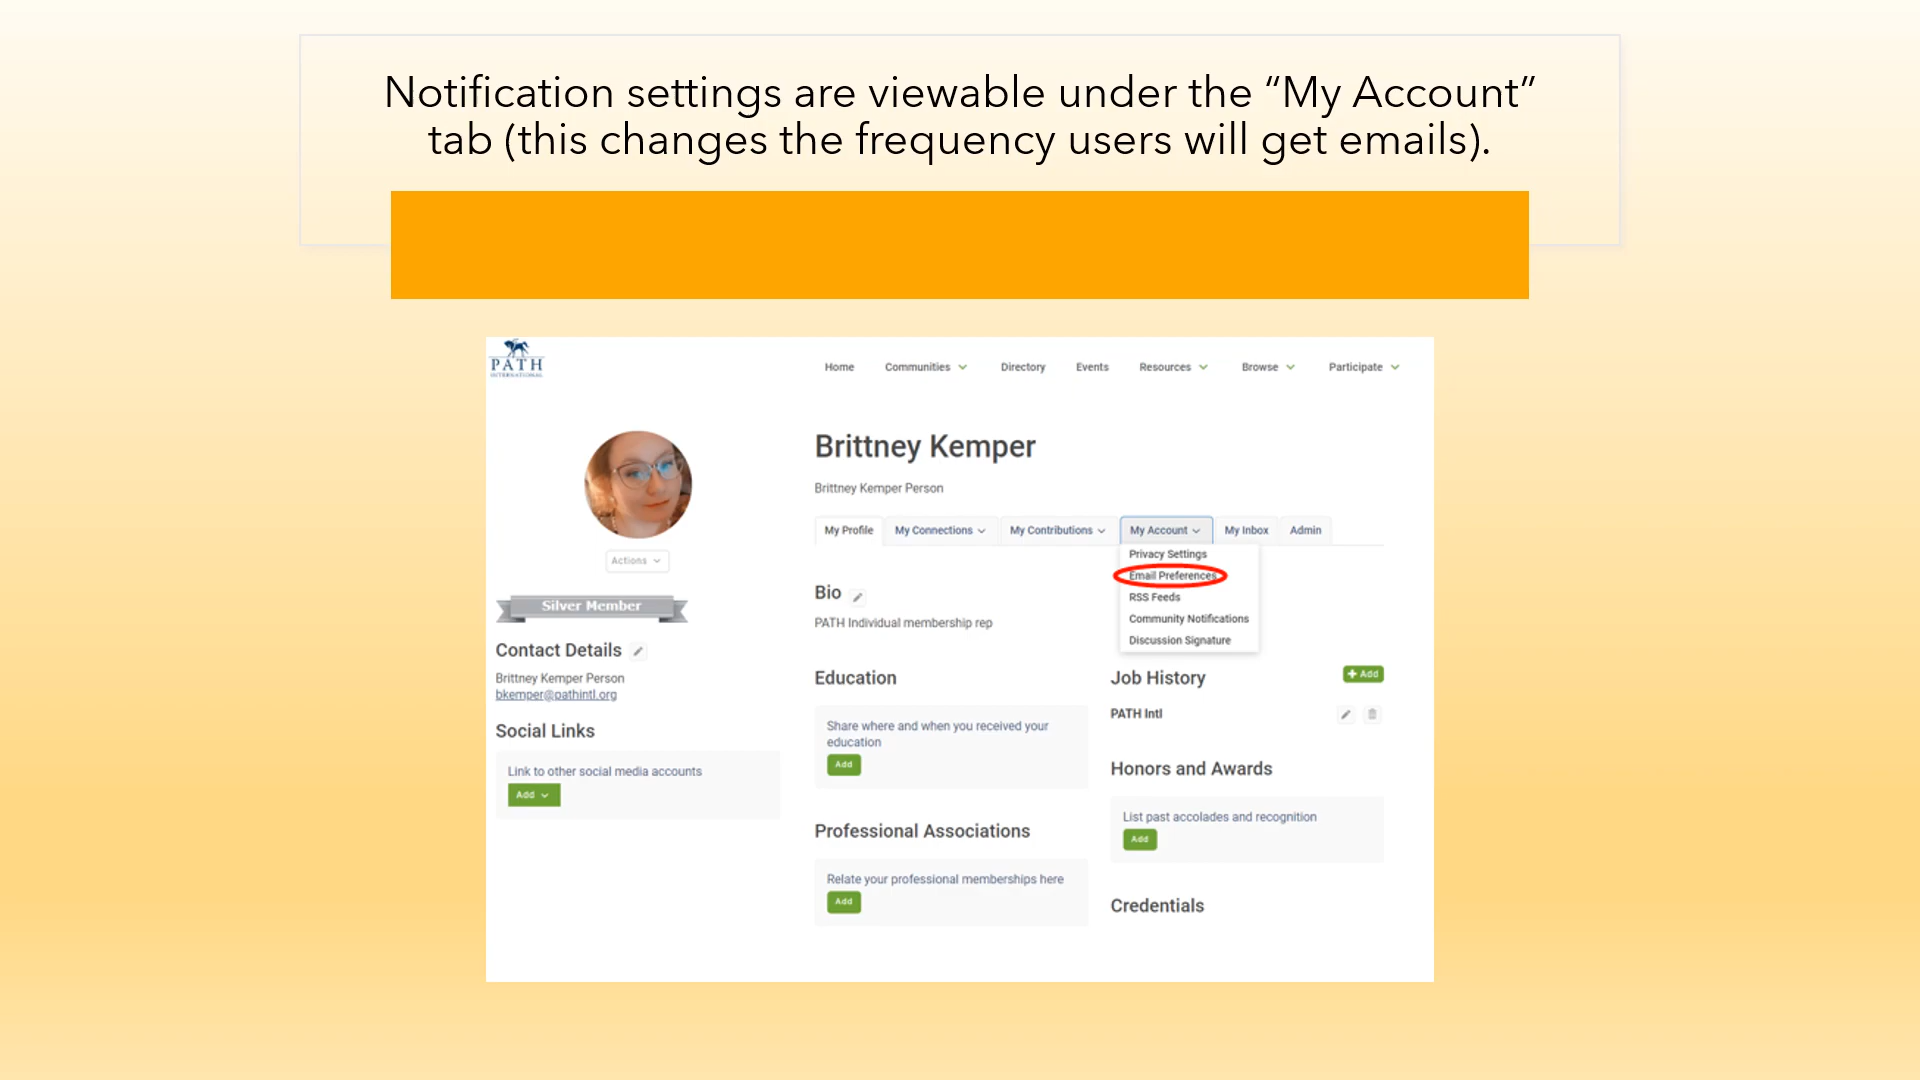 Notification settings are viewable under the “My Account”
tab (this changes the frequency users will get emails).
PATH
INTERNATIONAL
Home Communities Directory Events Resources Browse Participate
Brittney Kemper
Brittney Kemper Person
My Profile My Connections My Contributions My Account My Inbox Admin
Privacy Settings
Email Preferences
RSS Feeds
Community Notifications
Discussion Signature
Actions
Silver Member
Contact Details
Brittney Kemper Person
bkemper@pathintl.org
Social Links
Link to other social media accounts
Add
Bio
PATH Individual membership rep
Education
Share where and when you received your
education
Add
Professional Associations
Relate your professional memberships here
Add
Job History
Add
PATH Intl
Honors and Awards
List past accolades and recognition
Add
Credentials